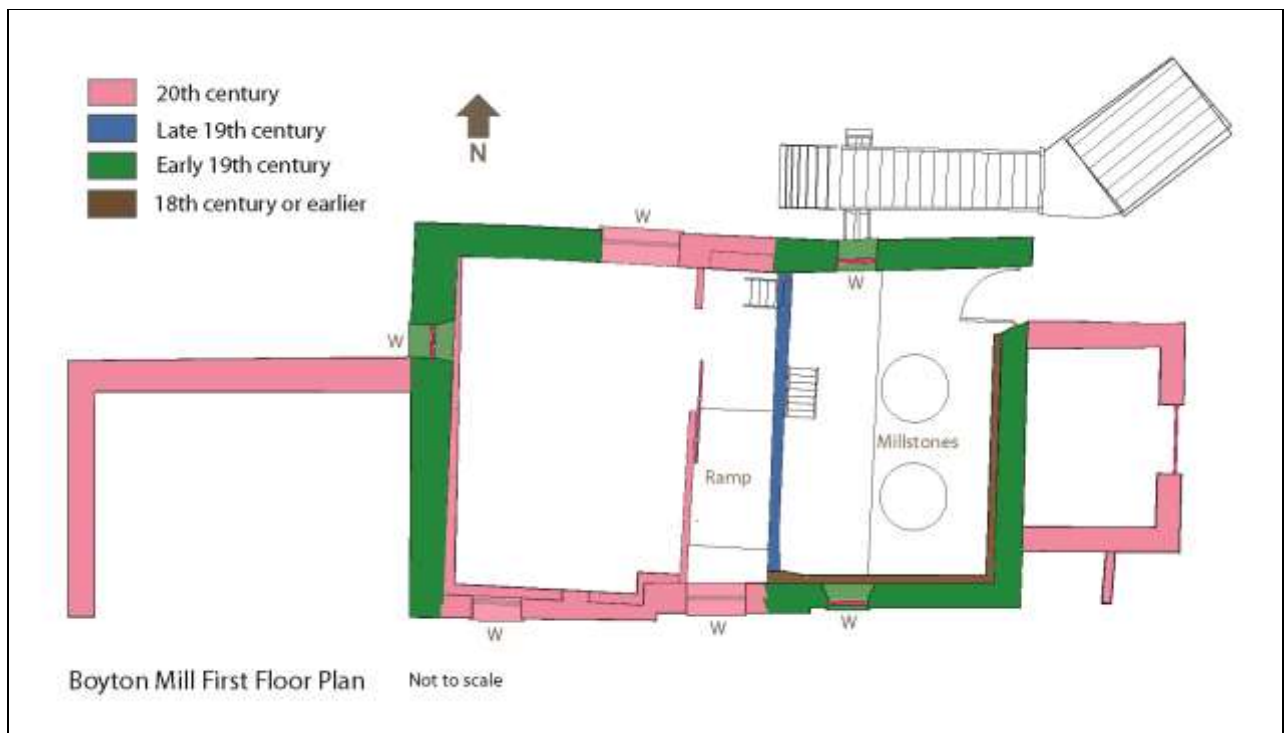 20th century
Late 19th century
Early 19th century
18th century or earlier
N
W
W
W
Millstones
Ramp
W
W
W
Boyton Mill First Floor Plan
Not to scale